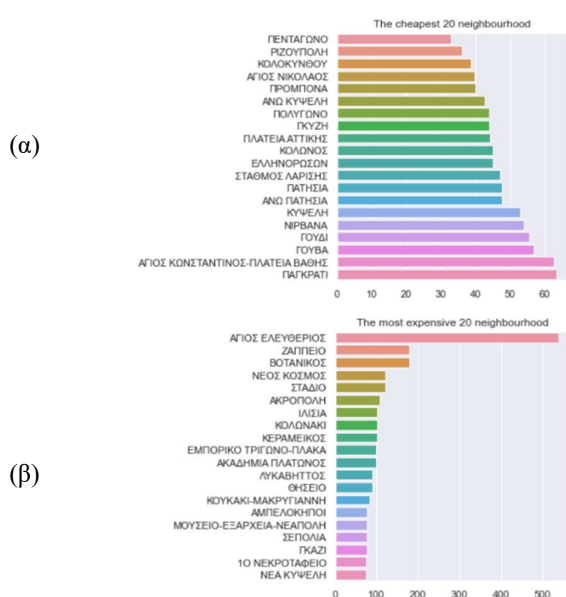 (α)
The cheapest 20 neighbourhood
ΠΕΝΤΑΓΩΝΟ
ΡΙΖΟΥΠΟΛΗ
ΚΟΛΟΚΥΝΘΟΥ
ΑΓΙΟΣ ΝΙΚΟΛΑΟΣ
ΠΡΟΜΠΟΝΑ
ΑΝΩ ΚΥΨΕΛΗ
ΠΟΛΥΓΩΝΟ
ΓΚΥΖΗ
ΠΛΑΤΕΙΑ ΑΤΤΙΚΗΣ
ΚΟΛΩΝΟΣ
ΕΛΛΗΝΟΡΩΣΩΝ
ΣΤΑΘΜΟΣ ΛΑΡΙΣΗΣ
ΠΑΤΗΣΙΑ
ΑΝΩ ΠΑΤΗΣΙΑ
ΚΥΨΕΛΗ
ΝΙΡΒΑΝΑ
ΓΟΥΔΙ
ΓΟΥΒΑ
ΑΓΙΟΣ ΚΩΝΣΤΑΝΤΙΝΟΣ-ΠΛΑΤΕΙΑ ΒΑΘΗΣ
ΠΑΓΚΡΑΤΙ
0 10 20 30 40 50 60
(β)
The most expensive 20 neighbourhood
ΑΓΙΟΣ ΕΛΕΥΘΕΡΙΟΣ
ΖΑΠΠΕΙΟ
ΒΟΤΑΝΙΚΟΣ
ΝΕΟΣ ΚΟΣΜΟΣ
ΣΤΑΔΙΟ
ΑΚΡΟΠΟΛΗ
ΙΛΙΣΙΑ
ΚΟΛΩΝΑΚΙ
ΚΕΡΑΜΕΙΚΟΣ
ΕΜΠΟΡΙΚΟ ΤΡΙΓΩΝΟ-ΠΛΑΚΑ
ΑΚΑΔΗΜΙΑ ΠΛΑΤΩΝΟΣ
ΛΥΚΑΒΗΤΤΟΣ
ΘΗΣΕΙΟ
ΚΟΥΚΑΚΙ-ΜΑΚΡΥΓΙΑΝΝΗ
ΑΜΠΕΛΟΚΗΠΟΙ
ΜΟΥΣΕΙΟ-ΕΞΑΡΧΕΙΑ-ΝΕΑΠΟΛΗ
ΣΕΠΟΛΙΑ
ΓΚΑΖΙ
1Ο ΝΕΚΡΟΤΑΦΕΙΟ
ΝΕΑ ΚΥΨΕΛΗ
0 100 200 300 400 500